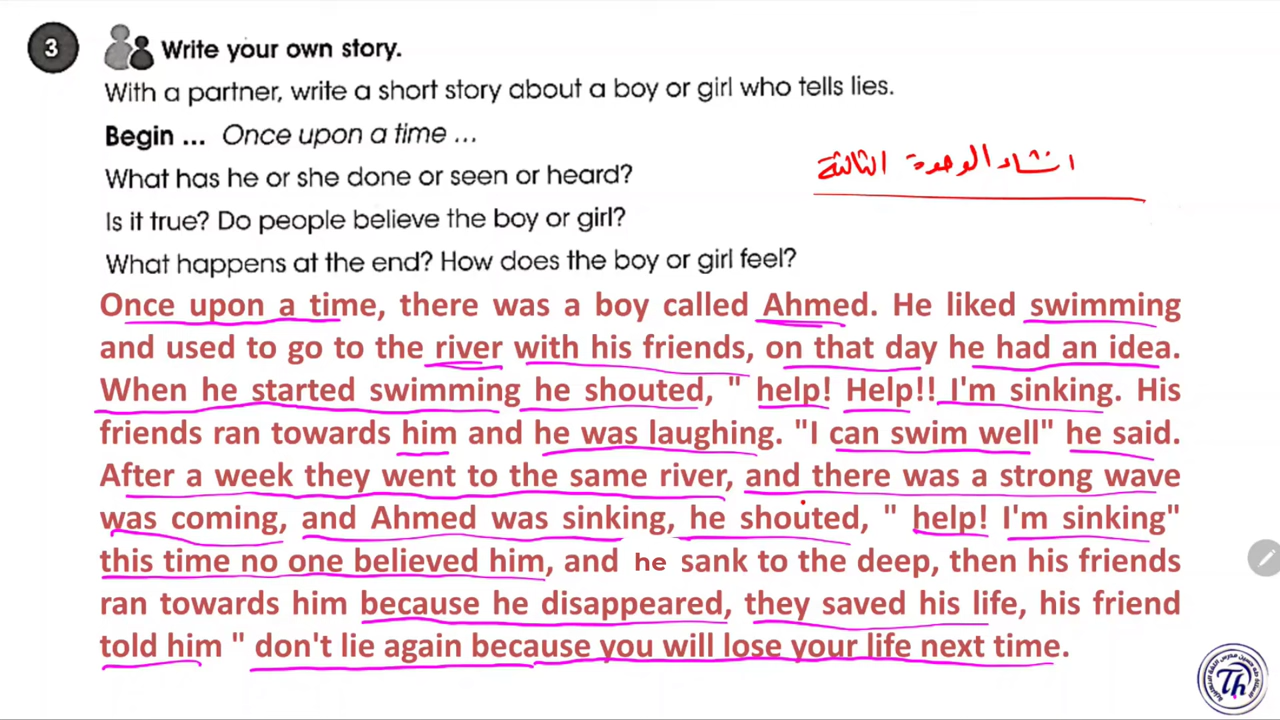 3
Write your own story.
With a partner, write a short story about a boy or girl who tells lies.
Begin ... Once upon a time ...
What has he or she done or seen or heard?
انشاء الوحدة الثالثة
Is it true? Do people believe the boy or girl?
What happens at the end? How does the boy or girl feel?
Once upon a time, there was a boy called Ahmed. He liked swimming
and used to go to the river with his friends, on that day he had an idea.
When he started swimming he shouted, " help! Help!! I'm sinking. His
friends ran towards him and he was laughing. "I can swim well" he said.
After a week they went to the same river, and there was a strong wave
was coming, and Ahmed was sinking, he shouted, " help! I'm sinking"
this time no one believed him, and he sank to the deep, then his friends
ran towards him because he disappeared, they saved his life, his friend
told him " don't lie again because you will lose your life next time.
Th